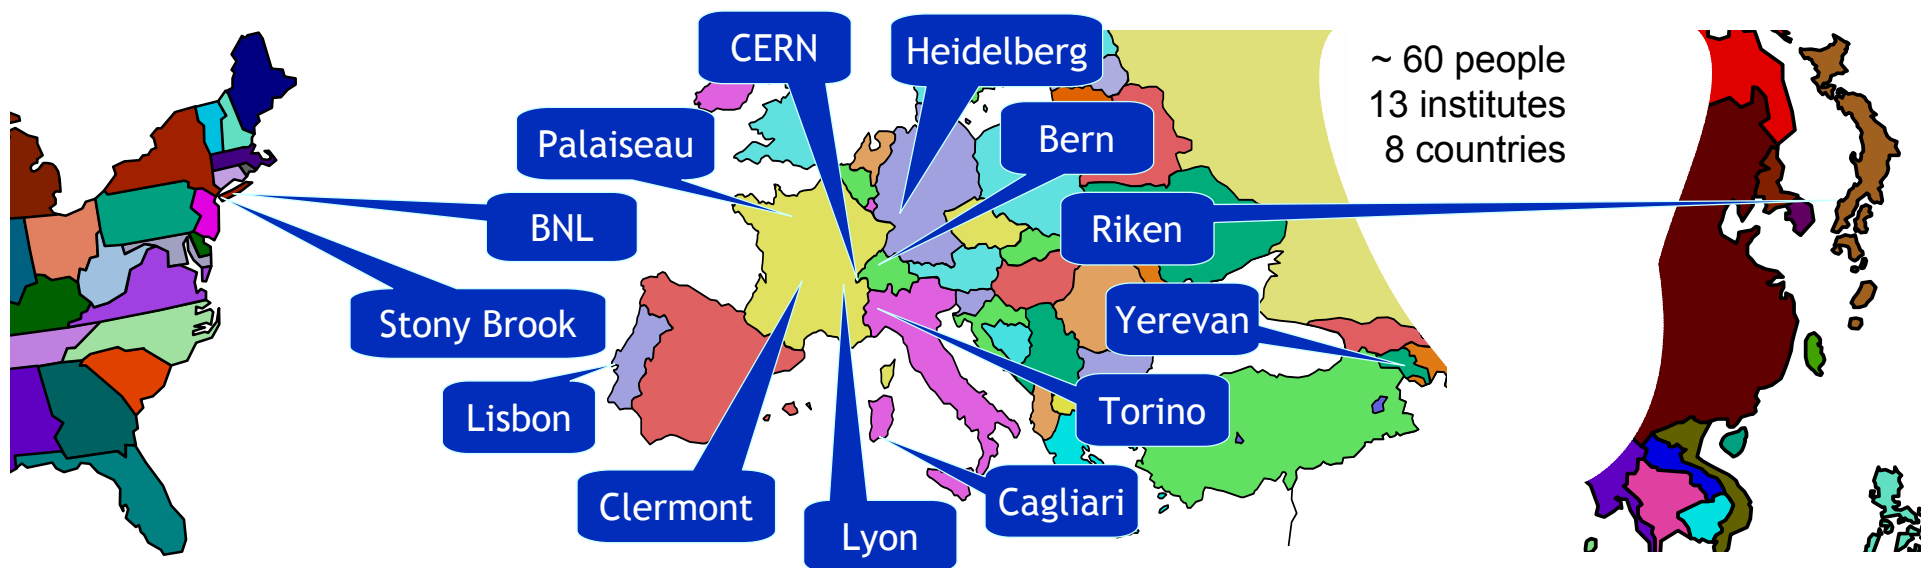 CERN
Heidelberg
~ 60 people
13 institutes
8 countries
Palaiseau
Bern
BNL
Riken
Stony Brook
Yerevan
Lisbon
Torino
Clermont
Cagliari
Lyon